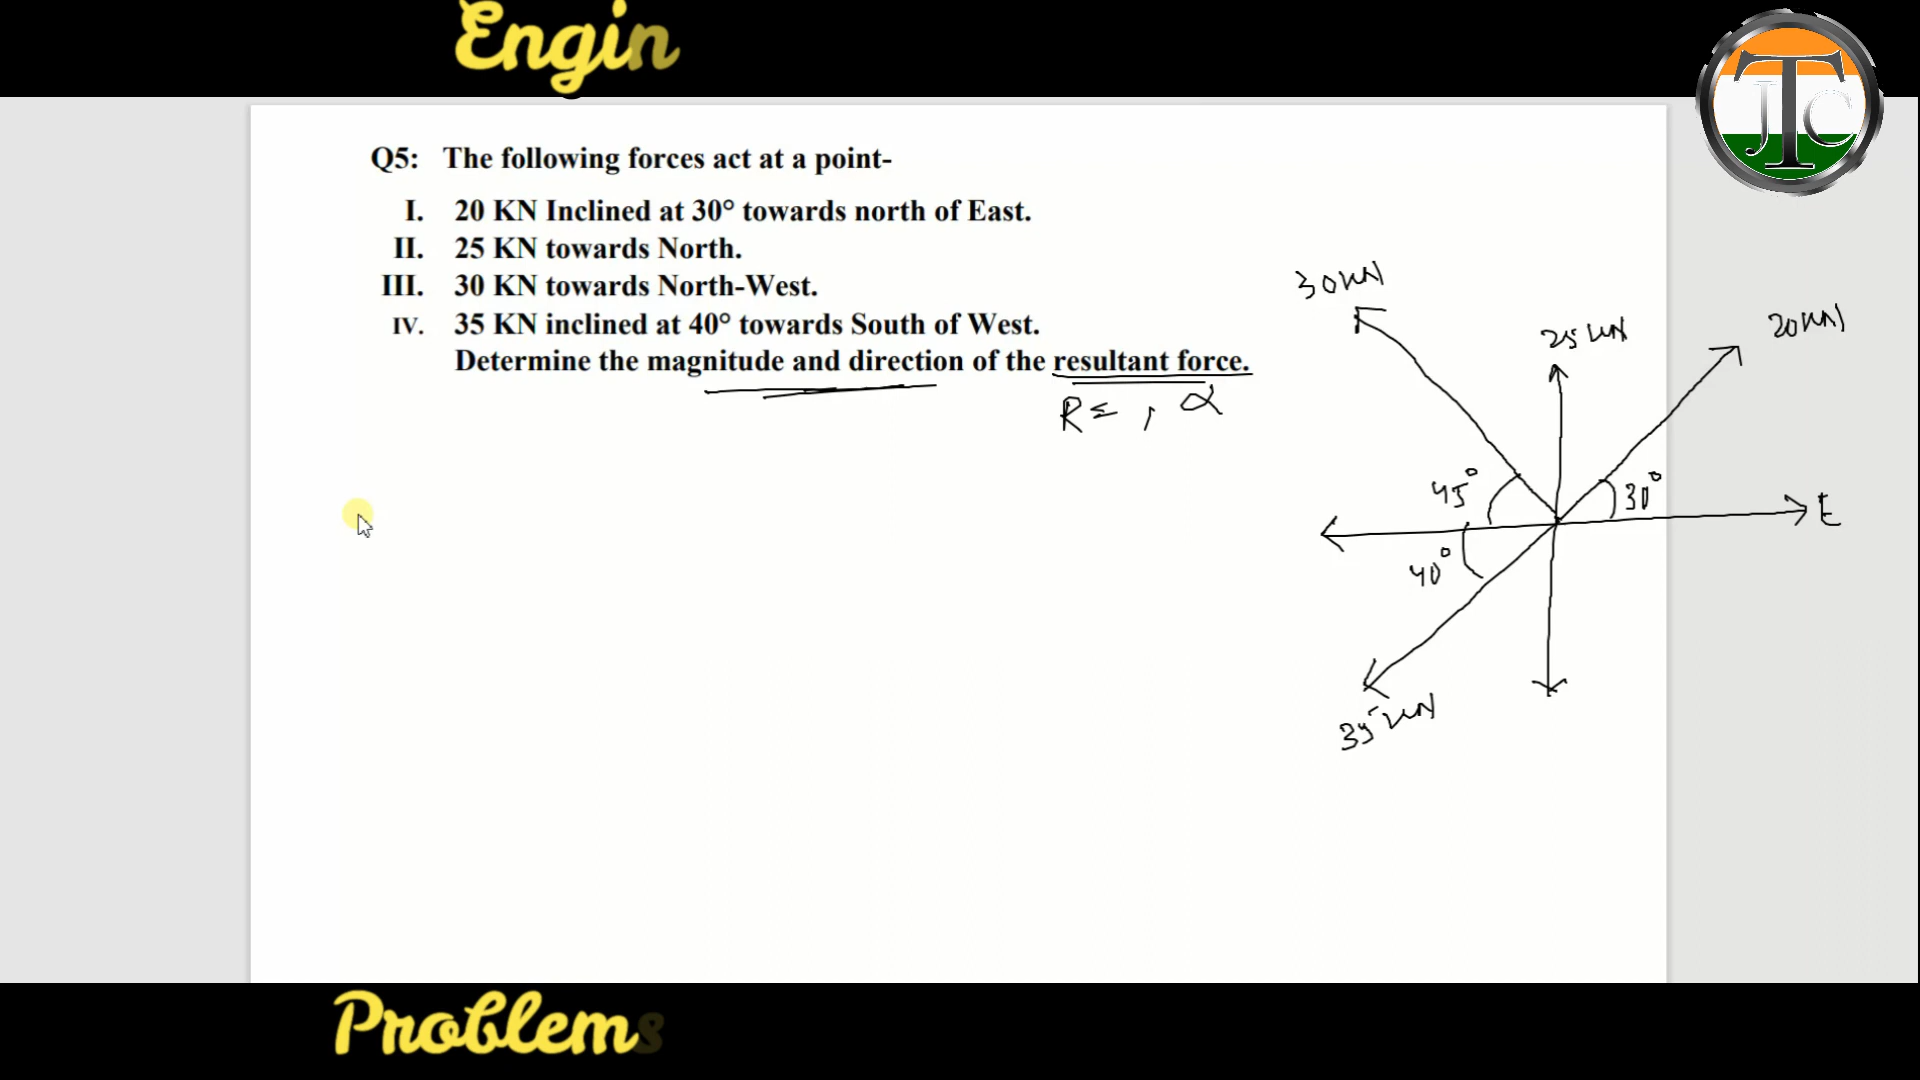 Engin
Q5: The following forces act at a point-
I. 20 KN Inclined at 30° towards north of East.
II. 25 KN towards North.
III. 30 KN towards North-West.
IV. 35 KN inclined at 40° towards South of West.
Determine the magnitude and direction of the resultant force.
R= , α
30 kN
25 kN
20 kN
45°
30°
E
40°
35 kN
JTC
Problems